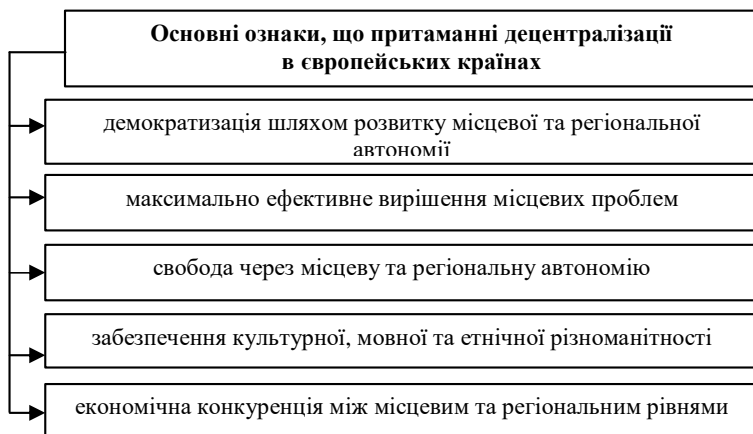 Основні ознаки, що притаманні децентралізації
в європейських країнах
демократизація шляхом розвитку місцевої та регіональної
автономії
максимально ефективне вирішення місцевих проблем
свобода через місцеву та регіональну автономію
забезпечення культурної, мовної та етнічної різноманітності
економічна конкуренція між місцевим та регіональним рівнями